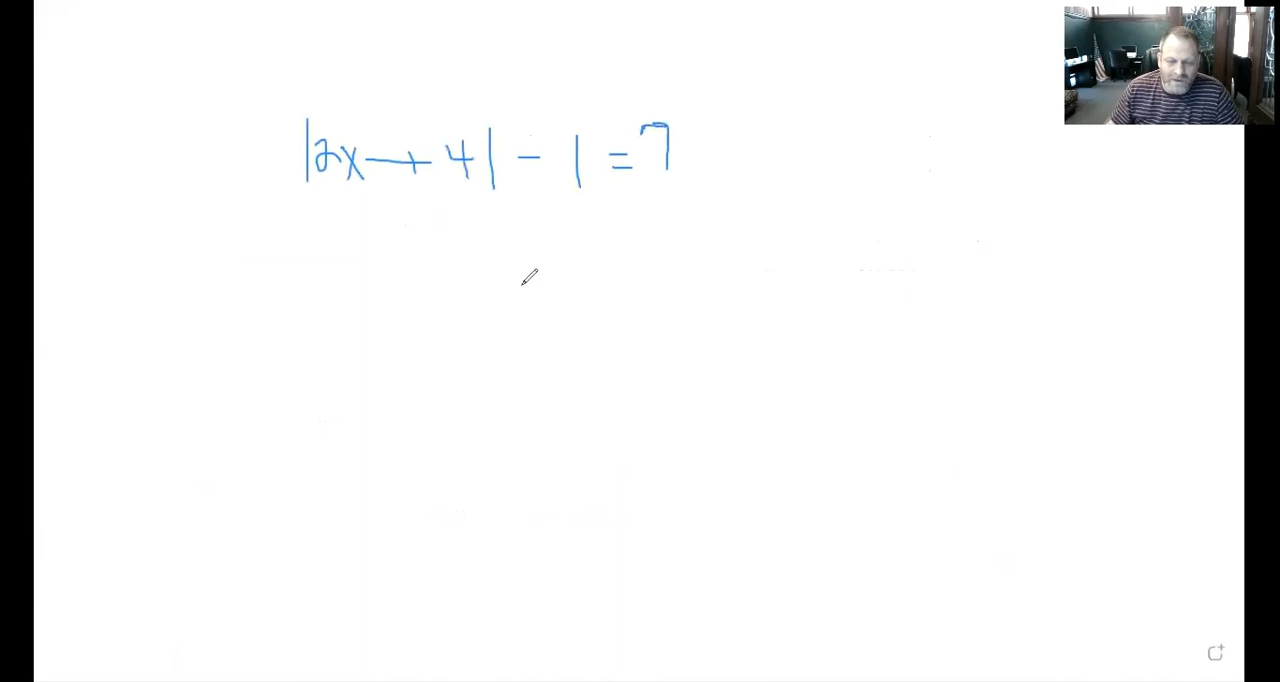 |2x + 4| - 1 = 7